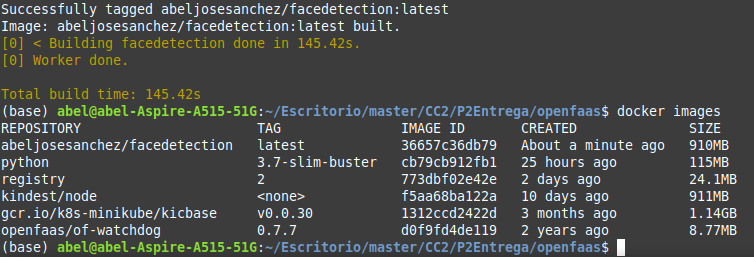 Successfully tagged abeljosesanchez/facedetection:latest
Image: abeljosesanchez/facedetection:latest built.
[0] < Building facedetection done in 145.42s.
[0] Worker done.
Total build time: 145.42s
(base) abel@abel-Aspire-A515-51G:~/Escritorio/master/CC2/P2Entrega/openfaas$ docker images
REPOSITORY TAG IMAGE ID CREATED SIZE
abeljosesanchez/facedetection latest 36657c36db79 About a minute ago 910MB
python 3.7-slim-buster cb79cb912fb1 25 hours ago 115MB
registry 2 773dbf02e42e 2 days ago 24.1MB
kindest/node <none> f5aa68ba122a 10 days ago 911MB
gcr.io/k8s-minikube/kicbase v0.0.30 1312ccd2422d 3 months ago 1.14GB
openfaas/of-watchdog 0.7.7 d0f9fd4de119 2 years ago 8.77MB
(base) abel@abel-Aspire-A515-51G:~/Escritorio/master/CC2/P2Entrega/openfaas$